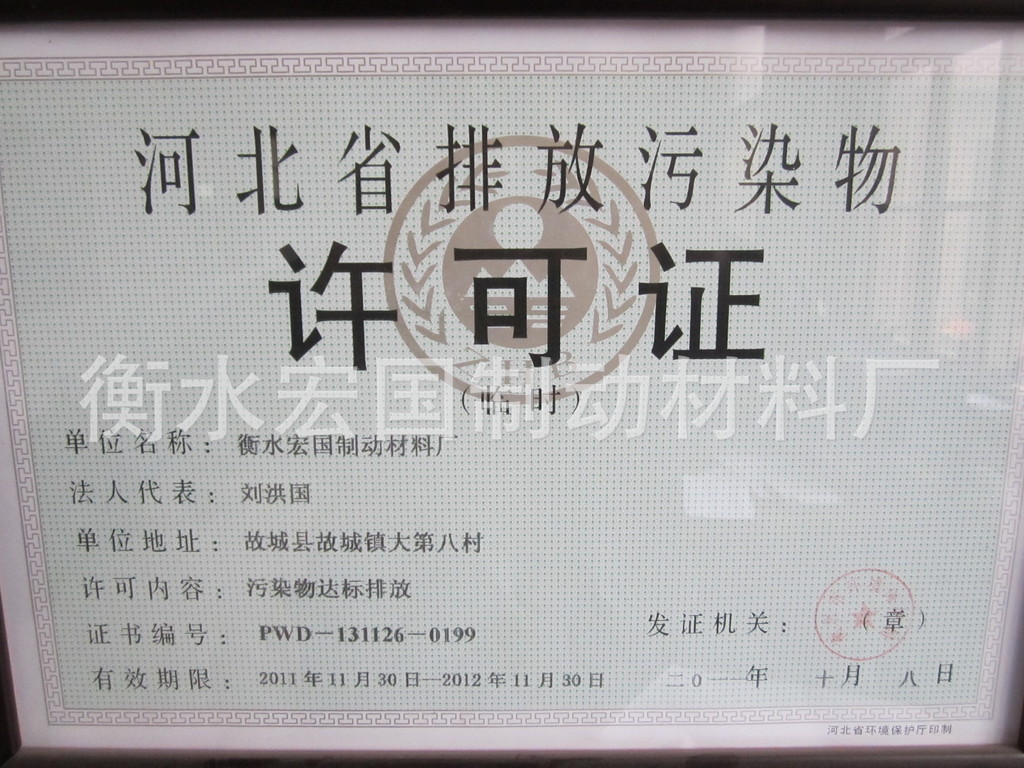 河北省排放污染物
许可证
(临时)
衡水宏国制动材料厂
单位名称：衡水宏国制动材料厂
法人代表：刘洪国
单位地址：故城县故城镇大第八村
许可内容：污染物达标排放
证书编号：PWD-131126-0199
有效期限：2011年11月30日—2012年11月30日
发证机关：（章）
二〇一一年 十月 八日
河北省环境保护厅印制